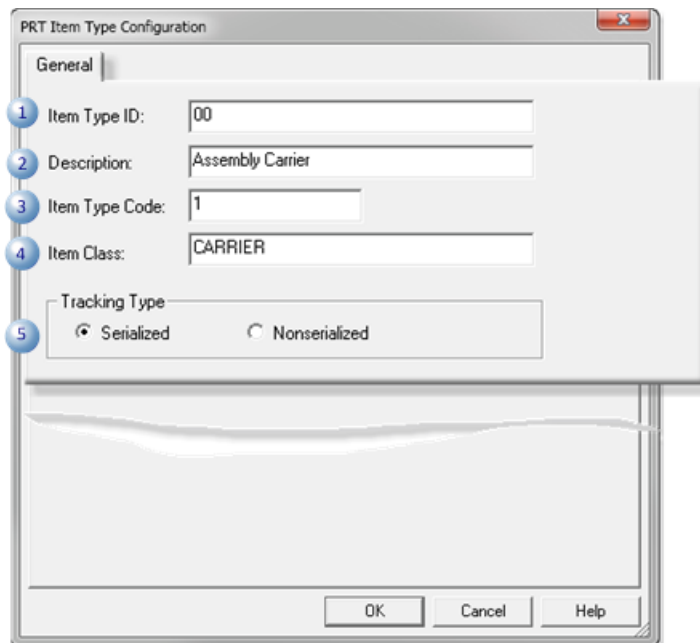 PRT Item Type Configuration
General
1 Item Type ID: 00
2 Description: Assembly Carrier
3 Item Type Code: 1
4 Item Class: CARRIER
Tracking Type
5 Serialized Nonserialized
OK Cancel Help